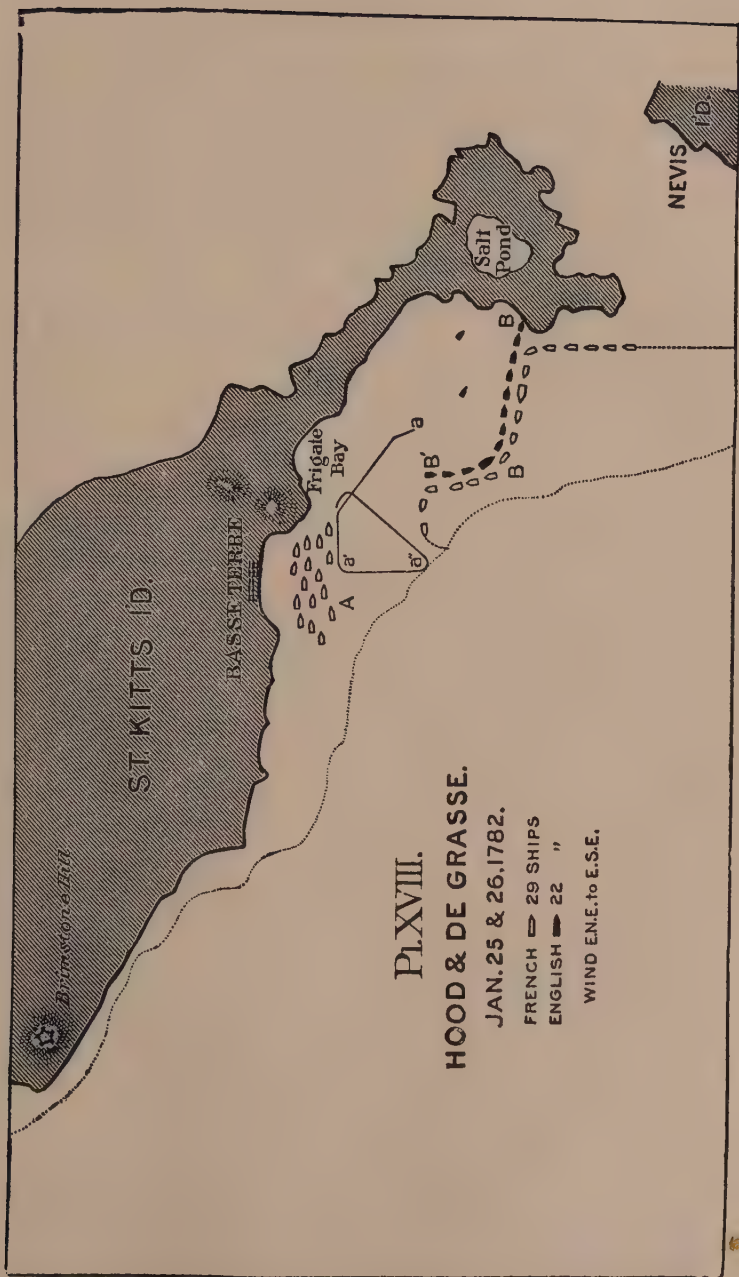 Brimstone Hill
ST. KITTS I'D.
BASSE TERRE
Frigate
Bay
Salt
Pond
NEVIS
I'D.
A
a
a'
a"
B'
B
B
Pl. XVIII.
HOOD & DE GRASSE.
JAN. 25 & 26. 1782.
FRENCH 29 SHIPS
ENGLISH 22 "
WIND E.N.E. to E.S.E.